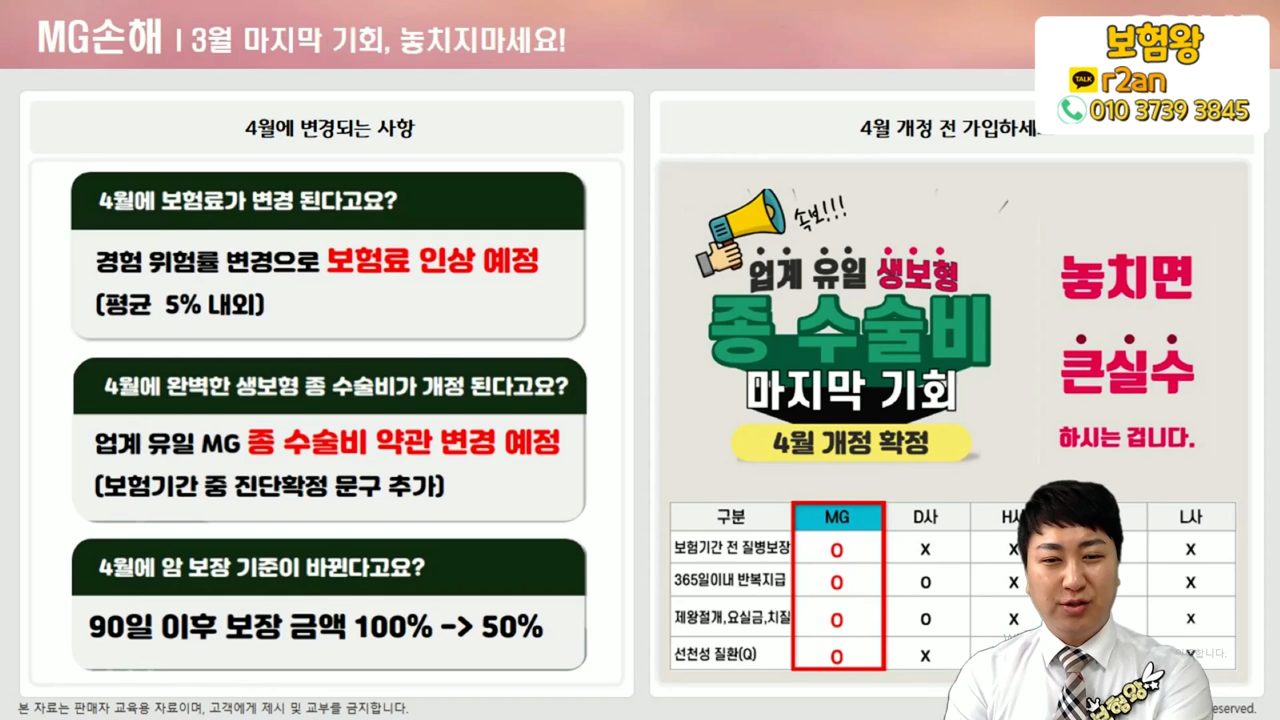 MG손해 | 3월 마지막 기회, 놓치지마세요!
보험왕
TALK r2an
010 3739 3845
4월에 변경되는 사항
4월에 보험료가 변경 된다고요?
경험 위험률 변경으로 보험료 인상 예정
(평균 5% 내외)
4월에 완벽한 생보형 종 수술비가 개정 된다고요?
업계 유일 MG 종 수술비 약관 변경 예정
(보험기간 중 진단확정 문구 추가)
4월에 암 보장 기준이 바뀐다고요?
90일 이후 보장 금액 100% -> 50%
4월 개정 전 가입하세
속보!!!
업계 유일 생보형
종 수술비
마지막 기회
4월 개정 확정
놓치면
큰실수
하시는 겁니다.
구분 MG D사 H사 L사
보험기간 전 질병보장 O X X X
365일이내 반복지급 O O X X
제왕절개,요실금,치질 O O X X
선천성 질환(Q) O X X
보험왕
본 자료는 판매자 교육용 자료이며, 고객에게 제시 및 교부를 금지합니다.
eserved.